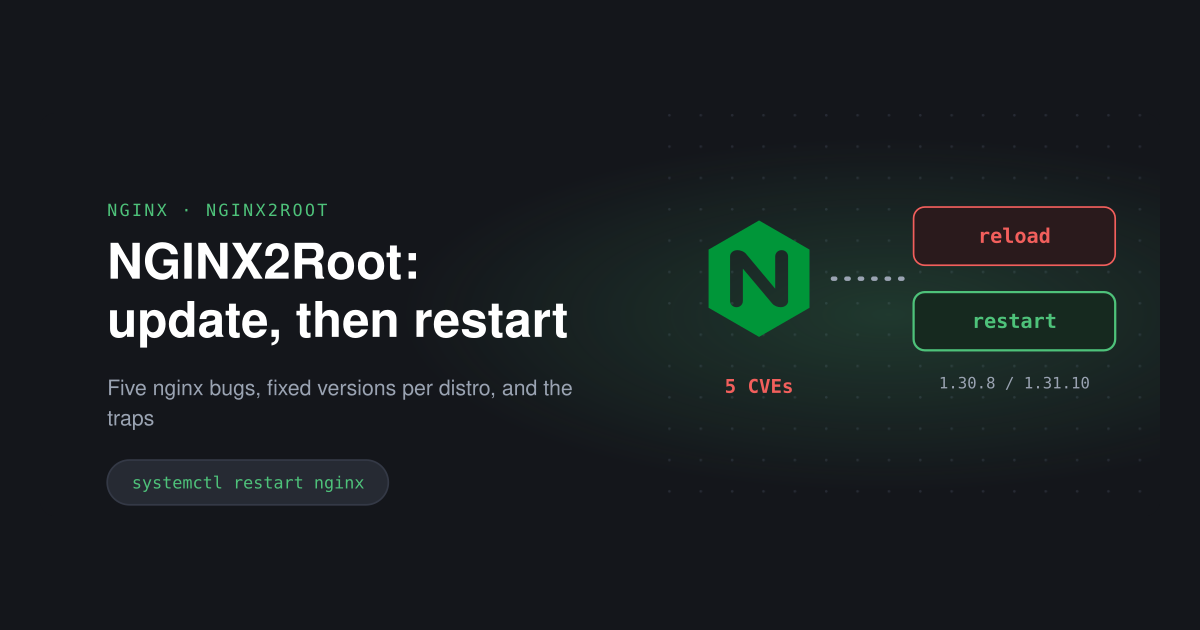 NGINX · NGINX2ROOT
NGINX2Root:
update, then restart
Five nginx bugs, fixed versions per distro, and the
traps
systemctl restart nginx
N
5 CVEs
reload
restart
1.30.8 / 1.31.10